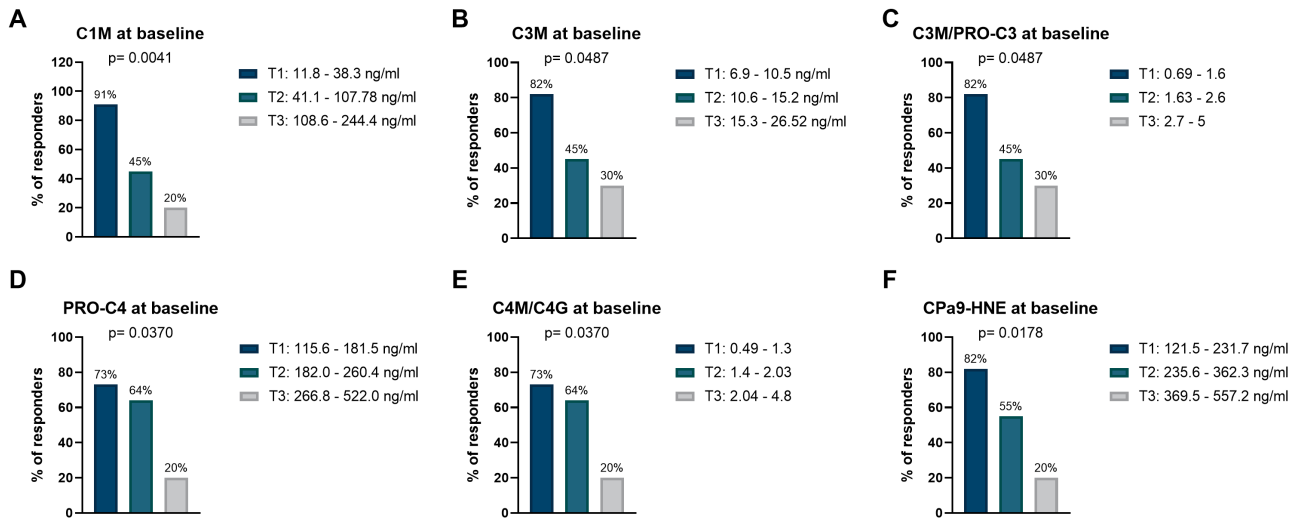 A
C1M at baseline
p= 0.0041
% of responders
120
100
80
60
40
20
0
91%
45%
20%
T1: 11.8 - 38.3 ng/ml
T2: 41.1 - 107.78 ng/ml
T3: 108.6 - 244.4 ng/ml
B
C3M at baseline
p= 0.0487
% of responders
100
80
60
40
20
0
82%
45%
30%
T1: 6.9 - 10.5 ng/ml
T2: 10.6 - 15.2 ng/ml
T3: 15.3 - 26.52 ng/ml
C
C3M/PRO-C3 at baseline
p= 0.0487
% of responders
100
80
60
40
20
0
82%
45%
30%
T1: 0.69 - 1.6
T2: 1.63 - 2.6
T3: 2.7 - 5
D
PRO-C4 at baseline
p= 0.0370
% of responders
100
80
60
40
20
0
73%
64%
20%
T1: 115.6 - 181.5 ng/ml
T2: 182.0 - 260.4 ng/ml
T3: 266.8 - 522.0 ng/ml
E
C4M/C4G at baseline
p= 0.0370
% of responders
100
80
60
40
20
0
73%
64%
20%
T1: 0.49 - 1.3
T2: 1.4 - 2.03
T3: 2.04 - 4.8
F
CPa9-HNE at baseline
p= 0.0178
% of responders
100
80
60
40
20
0
82%
55%
20%
T1: 121.5 - 231.7 ng/ml
T2: 235.6 - 362.3 ng/ml
T3: 369.5 - 557.2 ng/ml